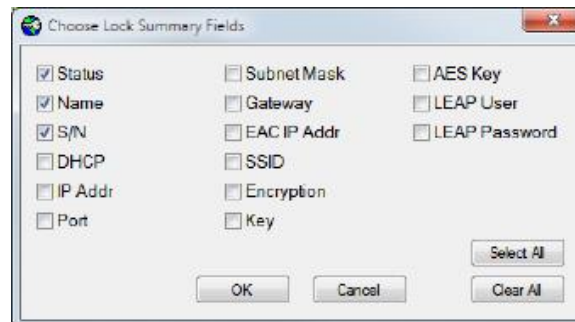 Choose Lock Summary Fields
Status
Name
S/N
DHCP
IP Addr
Port
Subnet Mask
Gateway
EAC IP Addr
SSID
Encryption
Key
AES Key
LEAP User
LEAP Password
Select All
OK
Cancel
Clear All